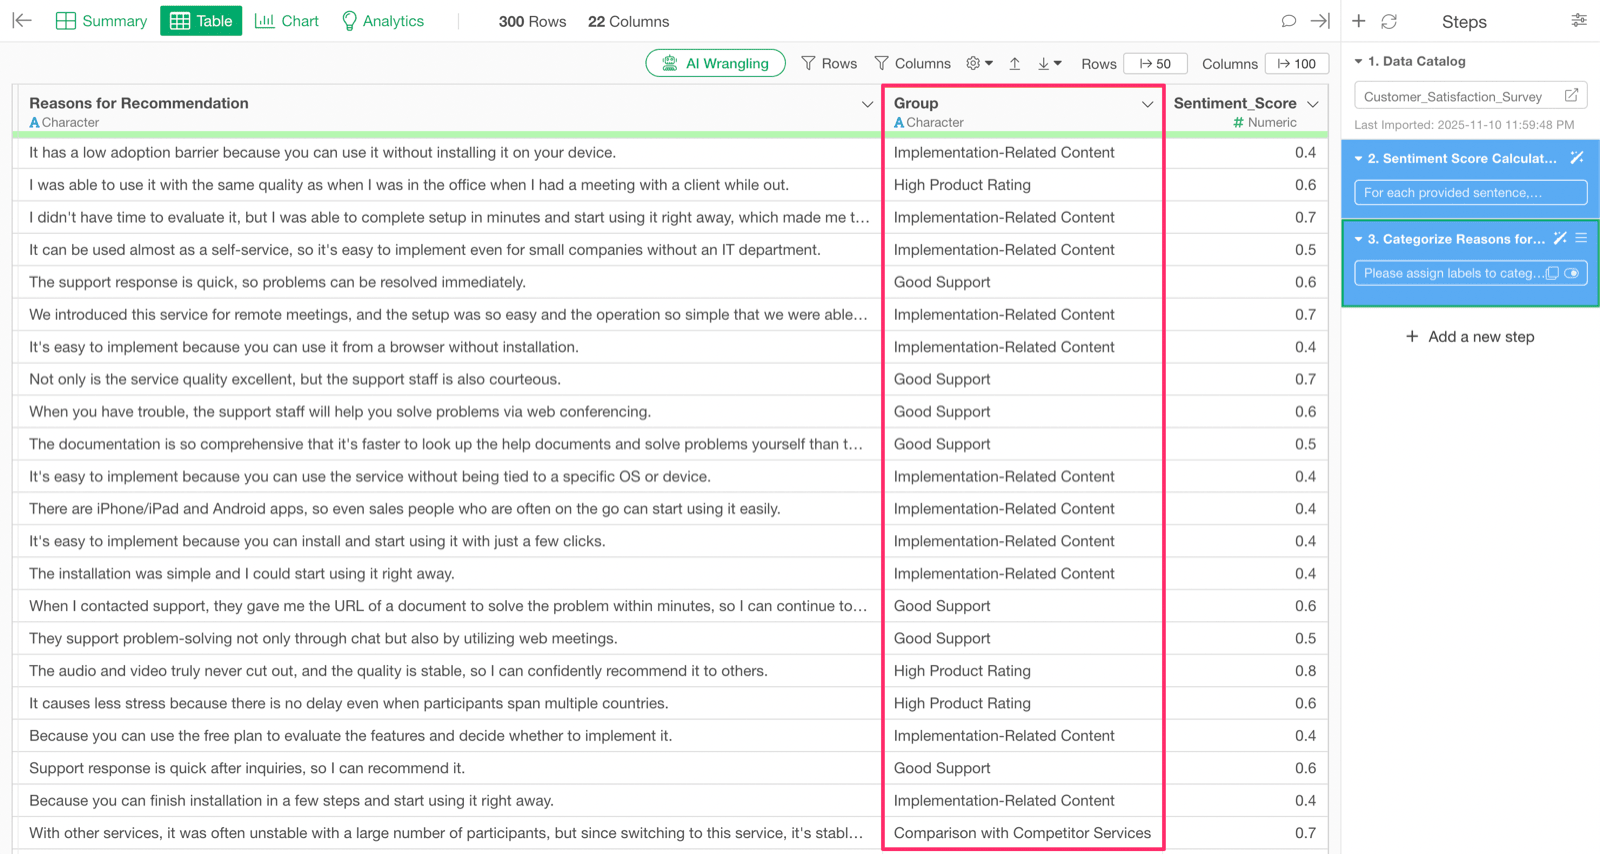 Summary Table Chart Analytics 300 Rows 22 Columns Steps
AI Wrangling Rows Columns Rows 50 Columns 100
Reasons for Recommendation Group Sentiment_Score
A Character A Character # Numeric
It has a low adoption barrier because you can use it without installing it on your device. Implementation-Related Content 0.4
I was able to use it with the same quality as when I was in the office when I had a meeting with a client while out. High Product Rating 0.6
I didn't have time to evaluate it, but I was able to complete setup in minutes and start using it right away, which made me t... Implementation-Related Content 0.7
It can be used almost as a self-service, so it's easy to implement even for small companies without an IT department. Implementation-Related Content 0.5
The support response is quick, so problems can be resolved immediately. Good Support 0.6
We introduced this service for remote meetings, and the setup was so easy and the operation so simple that we were able... Implementation-Related Content 0.7
It's easy to implement because you can use it from a browser without installation. Implementation-Related Content 0.4
Not only is the service quality excellent, but the support staff is also courteous. Good Support 0.7
When you have trouble, the support staff will help you solve problems via web conferencing. Good Support 0.6
The documentation is so comprehensive that it's faster to look up the help documents and solve problems yourself than t... Good Support 0.5
It's easy to implement because you can use the service without being tied to a specific OS or device. Implementation-Related Content 0.4
There are iPhone/iPad and Android apps, so even sales people who are often on the go can start using it easily. Implementation-Related Content 0.4
It's easy to implement because you can install and start using it with just a few clicks. Implementation-Related Content 0.4
The installation was simple and I could start using it right away. Implementation-Related Content 0.4
When I contacted support, they gave me the URL of a document to solve the problem within minutes, so I can continue to... Good Support 0.6
They support problem-solving not only through chat but also by utilizing web meetings. Good Support 0.5
The audio and video truly never cut out, and the quality is stable, so I can confidently recommend it to others. High Product Rating 0.8
It causes less stress because there is no delay even when participants span multiple countries. High Product Rating 0.6
Because you can use the free plan to evaluate the features and decide whether to implement it. Implementation-Related Content 0.4
Support response is quick after inquiries, so I can recommend it. Good Support 0.6
Because you can finish installation in a few steps and start using it right away. Implementation-Related Content 0.4
With other services, it was often unstable with a large number of participants, but since switching to this service, it's stabl... Comparison with Competitor Services 0.7
1. Data Catalog
Customer_Satisfaction_Survey
Last Imported: 2025-11-10 11:59:48 PM
2. Sentiment Score Calculat...
For each provided sentence,...
3. Categorize Reasons for...
Please assign labels to categ...
+ Add a new step